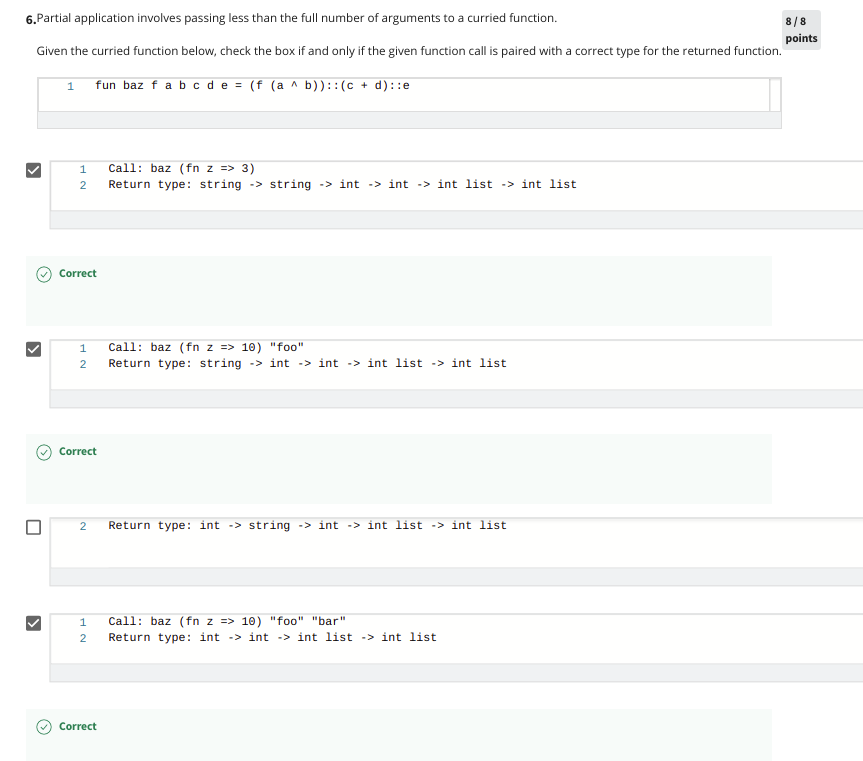 6.Partial application involves passing less than the full number of arguments to a curried function.
8 / 8
points
Given the curried function below, check the box if and only if the given function call is paired with a correct type for the returned function.
1 fun baz f a b c d e = (f (a ^ b))::(c + d)::e
1 Call: baz (fn z => 3)
2 Return type: string -> string -> int -> int -> int list -> int list
Correct
1 Call: baz (fn z => 10) "foo"
2 Return type: string -> int -> int -> int list -> int list
Correct
2 Return type: int -> string -> int -> int list -> int list
1 Call: baz (fn z => 10) "foo" "bar"
2 Return type: int -> int -> int list -> int list
Correct